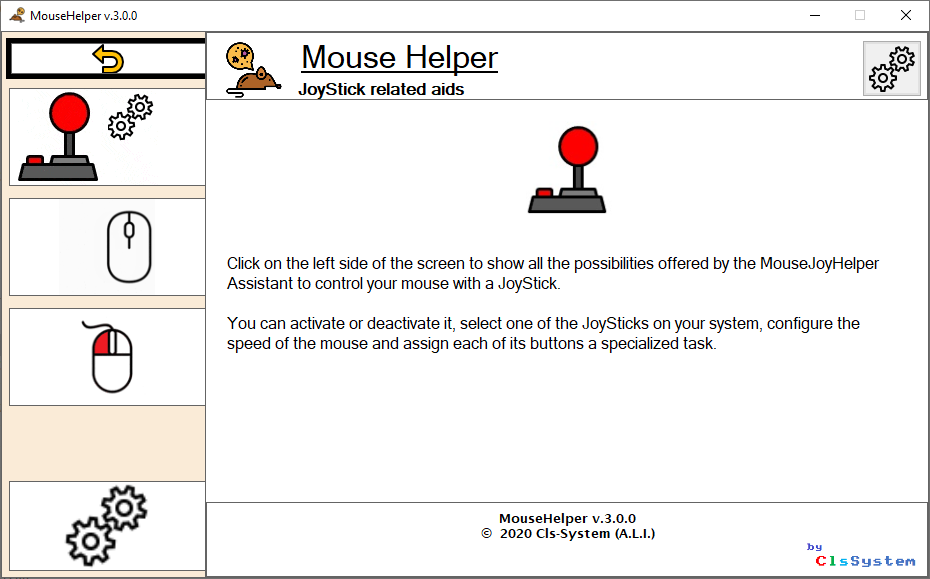 MouseHelper v.3.0.0
Mouse Helper
JoyStick related aids
Click on the left side of the screen to show all the possibilities offered by the MouseJoyHelper
Assistant to control your mouse with a JoyStick.
You can activate or deactivate it, select one of the JoySticks on your system, configure the
speed of the mouse and assign each of its buttons a specialized task.
MouseHelper v.3.0.0
© 2020 Cls-System (A.L.I.)
by
ClsSystem